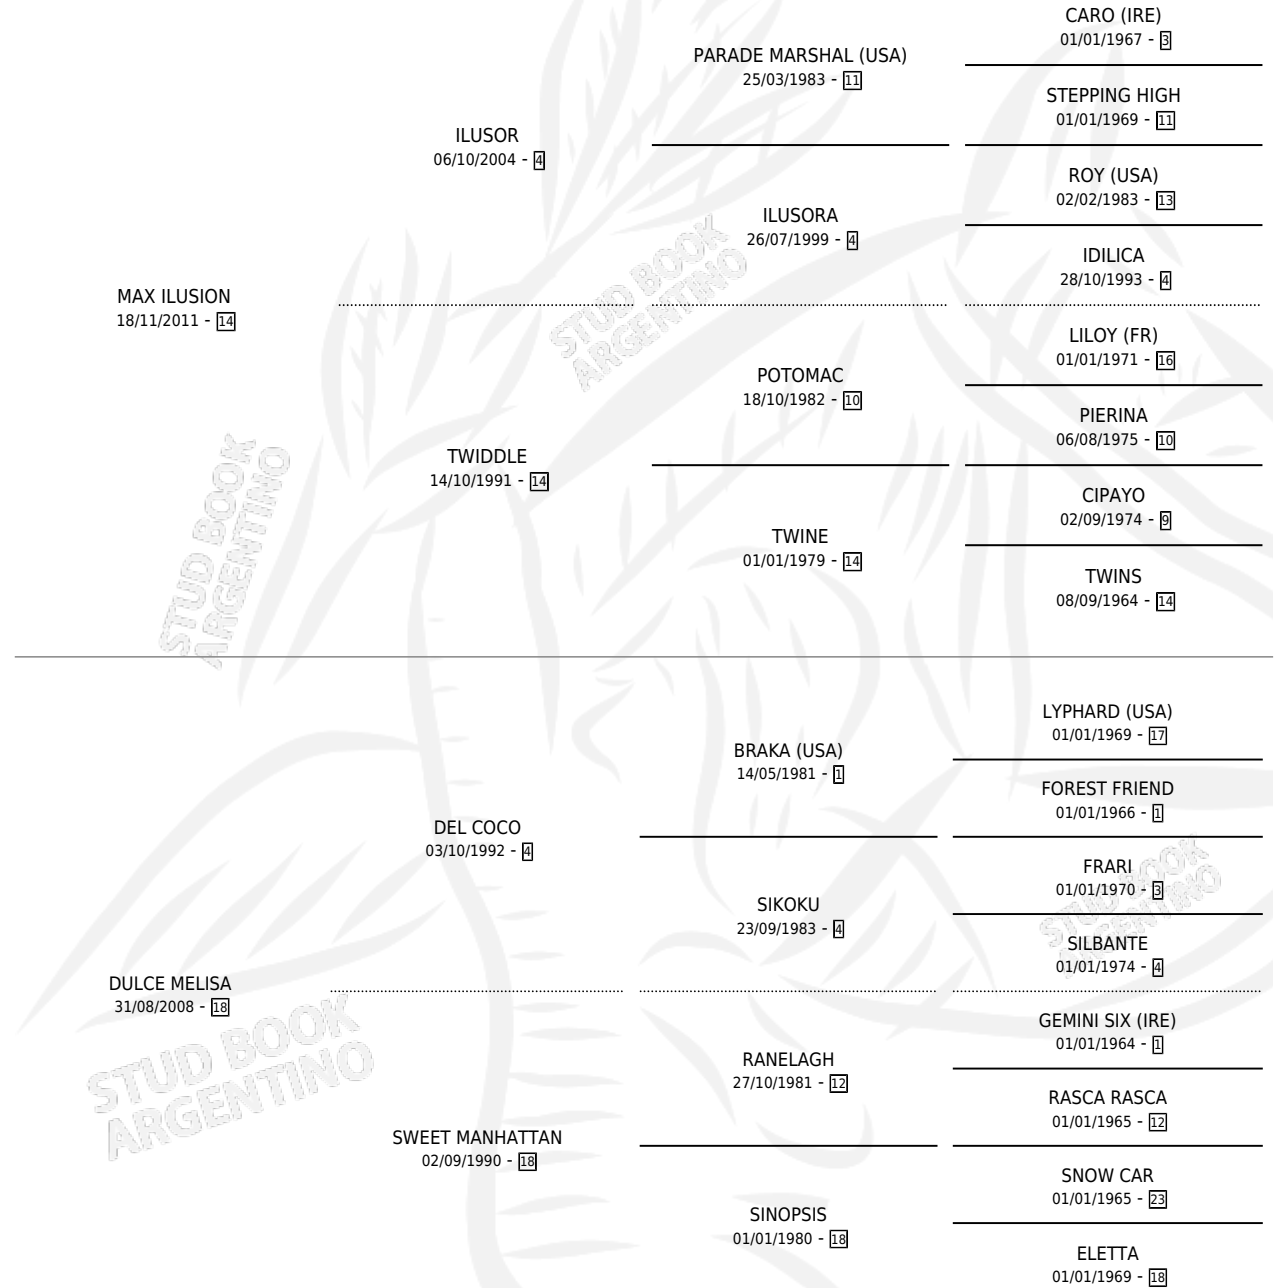 CARO (IRE)
01/01/1967 - 3
PARADE MARSHAL (USA)
25/03/1983 - 11
STEPPING HIGH
01/01/1969 - 11
ILUSOR
06/10/2004 - 4
ROY (USA)
02/02/1983 - 13
ILUSORA
26/07/1999 - 4
IDILICA
28/10/1993 - 4
MAX ILUSION
18/11/2011 - 14
LILOY (FR)
01/01/1971 - 16
POTOMAC
18/10/1982 - 10
PIERINA
06/08/1975 - 10
TWIDDLE
14/10/1991 - 14
CIPAYO
02/09/1974 - 9
TWINE
01/01/1979 - 14
TWINS
08/09/1964 - 14
STUD BOOK
ARGENTINO
STUD BOOK
ARGENTINO
LYPHARD (USA)
01/01/1969 - 17
BRAKA (USA)
14/05/1981 - 1
FOREST FRIEND
01/01/1966 - 1
DEL COCO
03/10/1992 - 4
FRARI
01/01/1970 - 3
SIKOKU
23/09/1983 - 4
SILBANTE
01/01/1974 - 4
DULCE MELISA
31/08/2008 - 18
GEMINI SIX (IRE)
01/01/1964 - 1
RANELAGH
27/10/1981 - 12
RASCA RASCA
01/01/1965 - 12
SWEET MANHATTAN
02/09/1990 - 18
SNOW CAR
01/01/1965 - 23
SINOPSIS
01/01/1980 - 18
ELETTA
01/01/1969 - 18
STUD BOOK
ARGENTINO
STUD BOOK
ARGENTINO